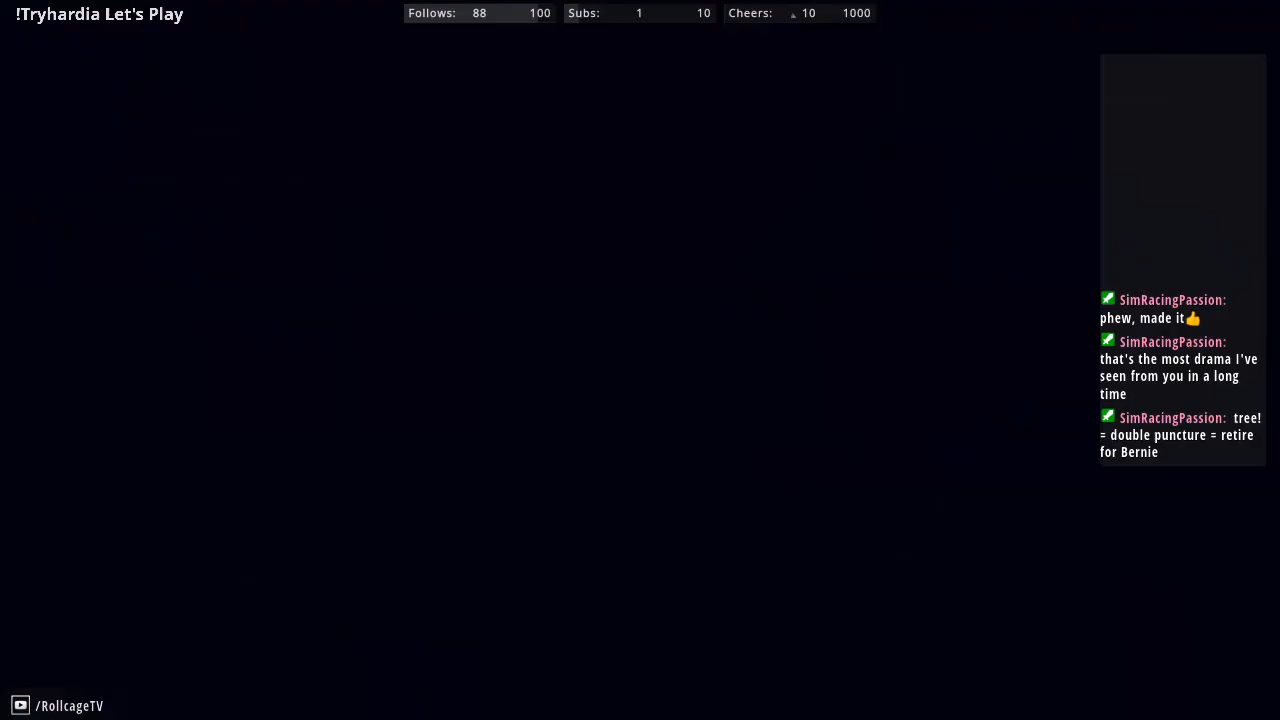 !Tryhardia Let's Play
Follows: 88 100 Subs: 1 10 Cheers: 10 1000
SimRacingPassion:
phew, made it👍
SimRacingPassion:
that's the most drama I've
seen from you in a long
time
SimRacingPassion: tree!
= double puncture = retire
for Bernie
/RollcageTV